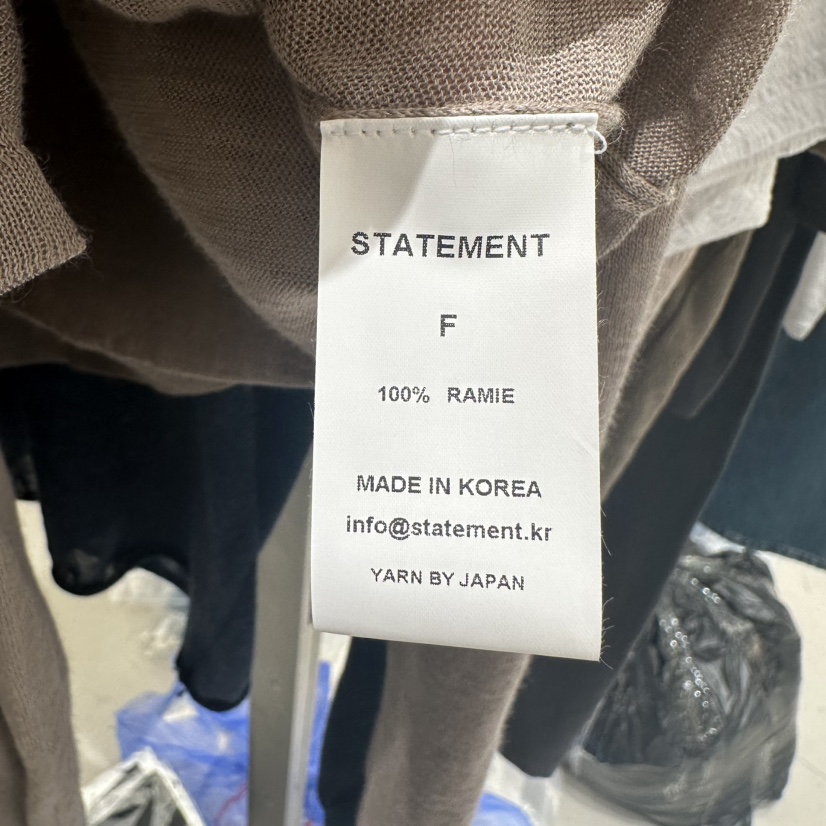 STATEMENT
F
100% RAMIE
MADE IN KOREA
info@statement.kr
YARN BY JAPAN